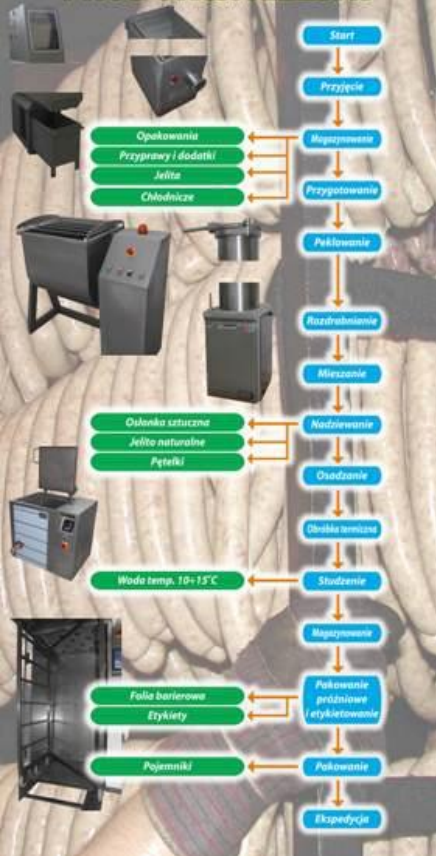 Start
Przyjęcie
Magazynowanie
Opakowania
Przyprawy i dodatki
Jelita
Chłodnicze
Przygotowanie
Peklowanie
Rozdrabnianie
Mieszanie
Nadziewanie
Osłonka sztuczna
Jelito naturalne
Pętelki
Osadzanie
Obróbka termiczna
Studzenie
Woda temp. 10÷15°C
Magazynowanie
Pakowanie
próżniowe
i etykietowanie
Folia barierowa
Etykiety
Pakowanie
Pojemniki
Ekspedycja